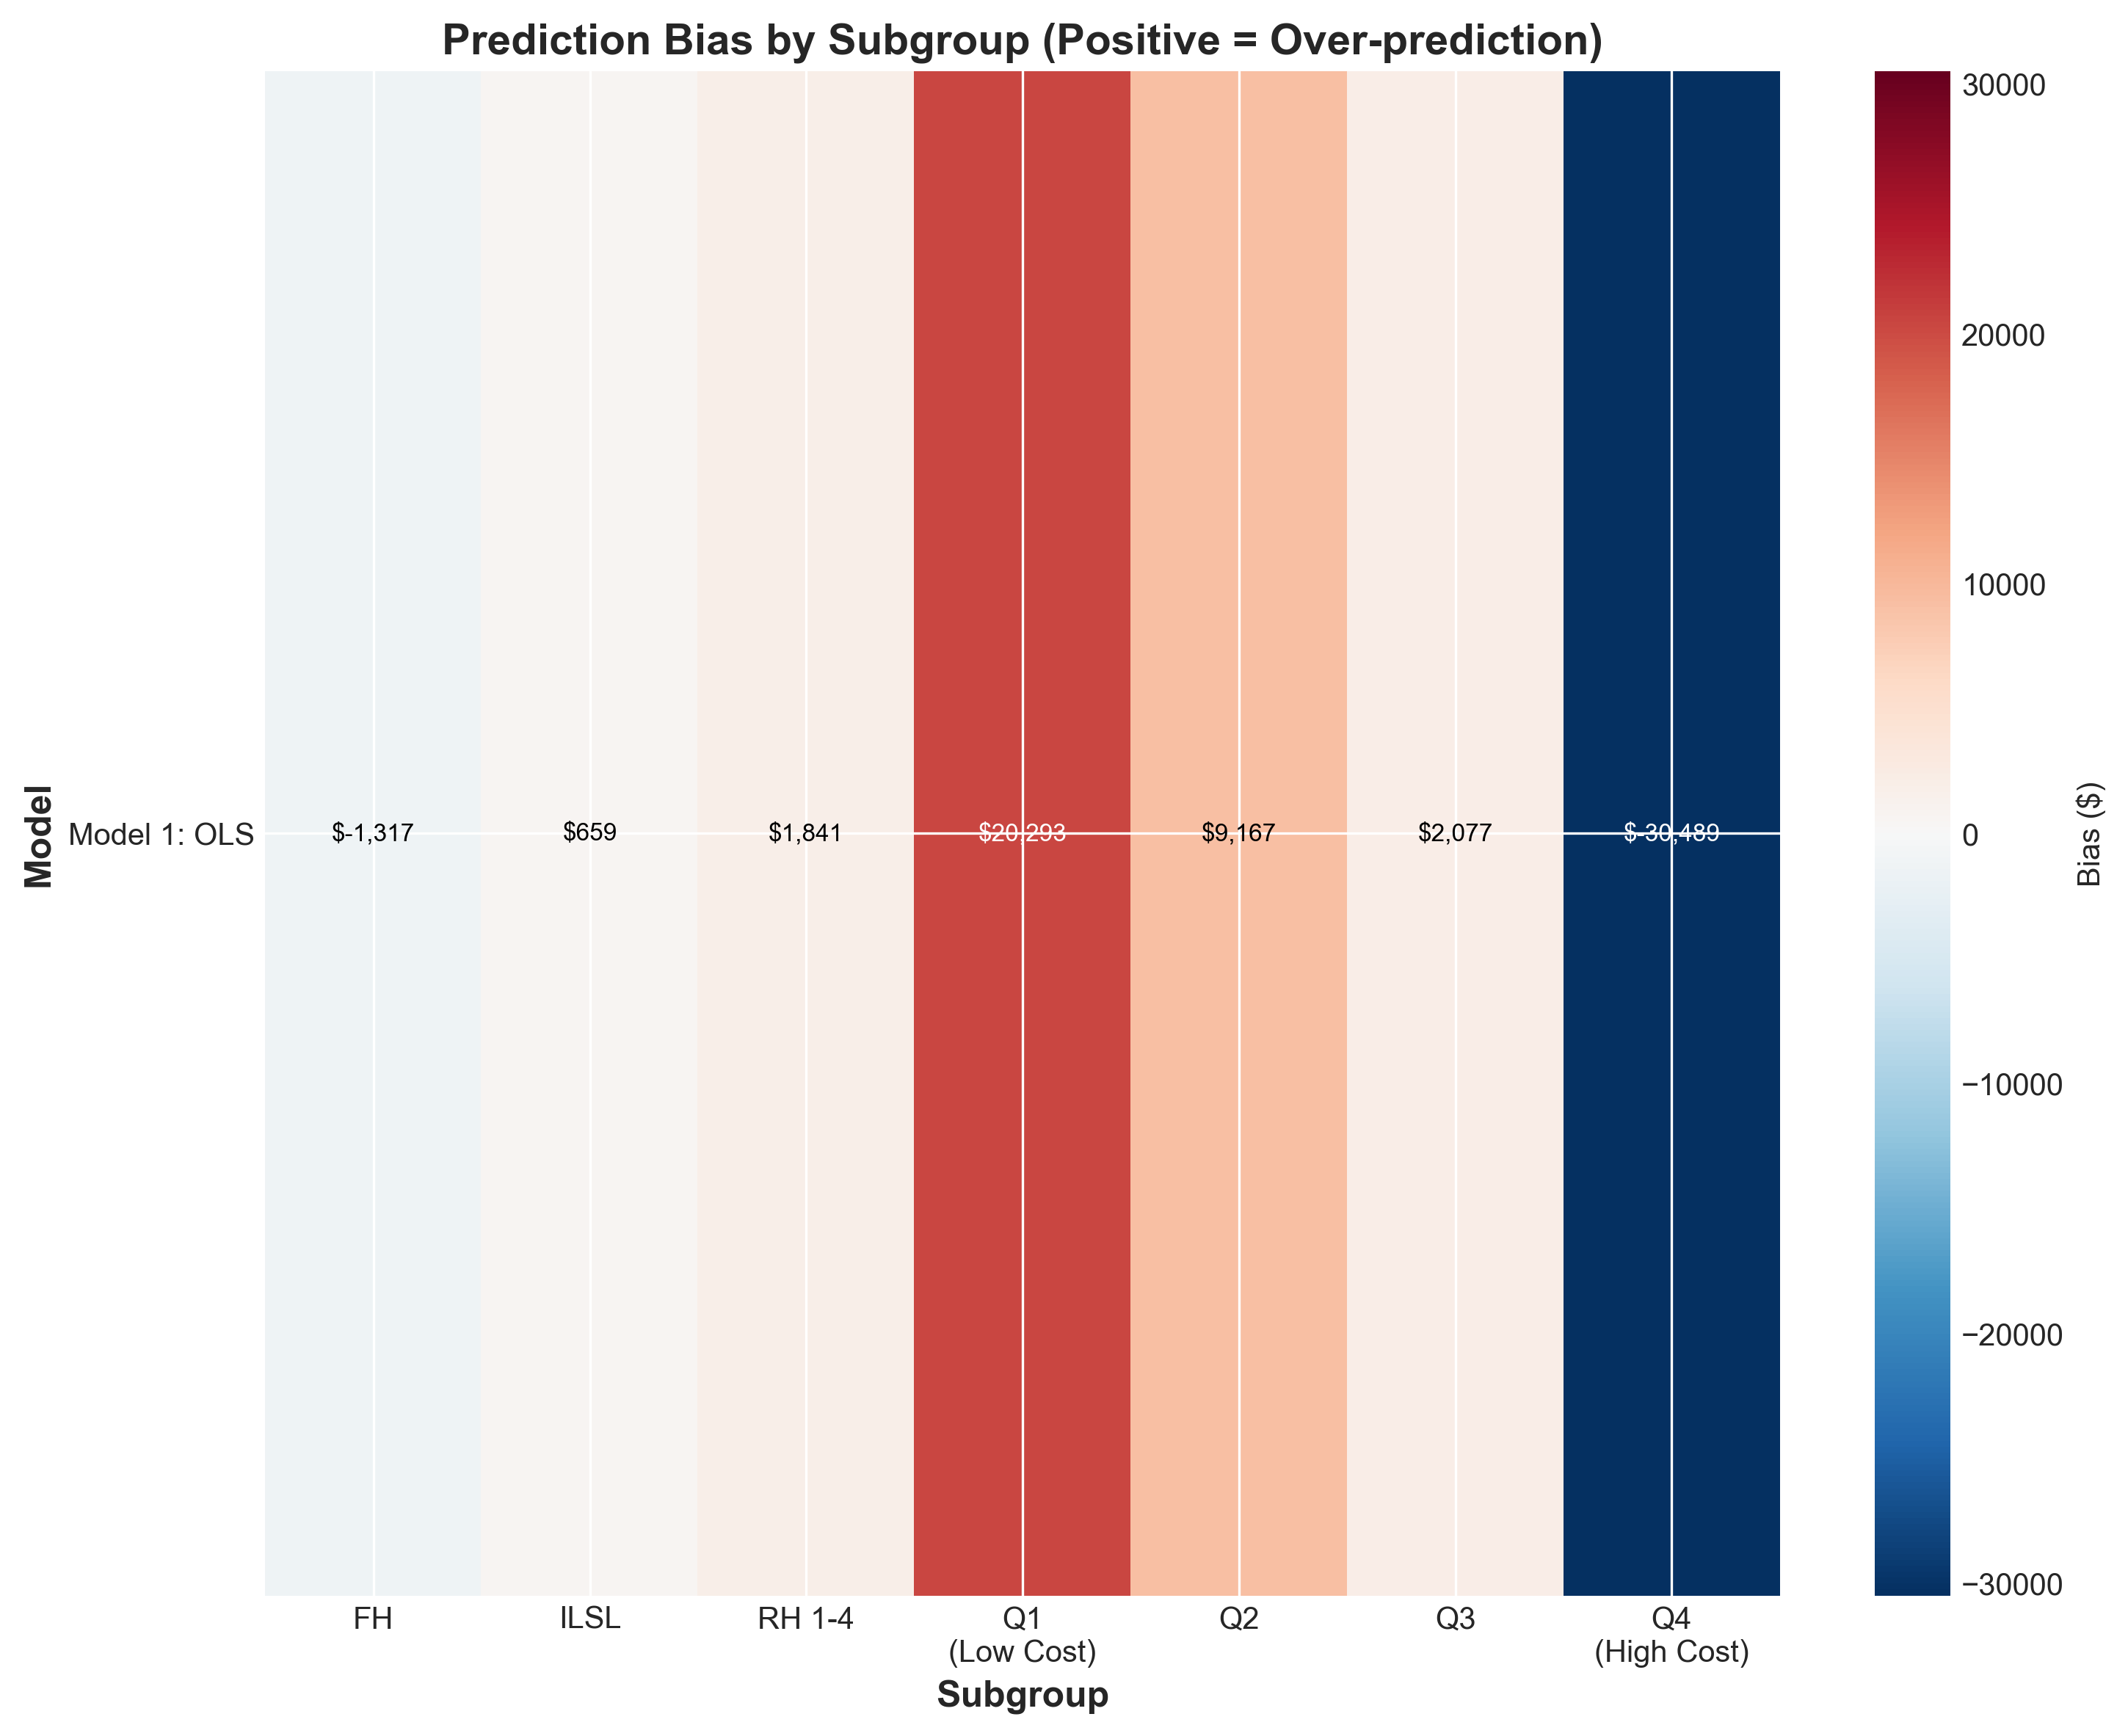 Prediction Bias by Subgroup (Positive = Over-prediction)
Model
Model 1: OLS
$-1,317
$659
$1,841
$20,293
$9,167
$2,077
$-30,489
FH
ILSL
RH 1-4
Q1
(Low Cost)
Q2
Q3
Q4
(High Cost)
Subgroup
30000
20000
10000
0
−10000
−20000
−30000
Bias ($)